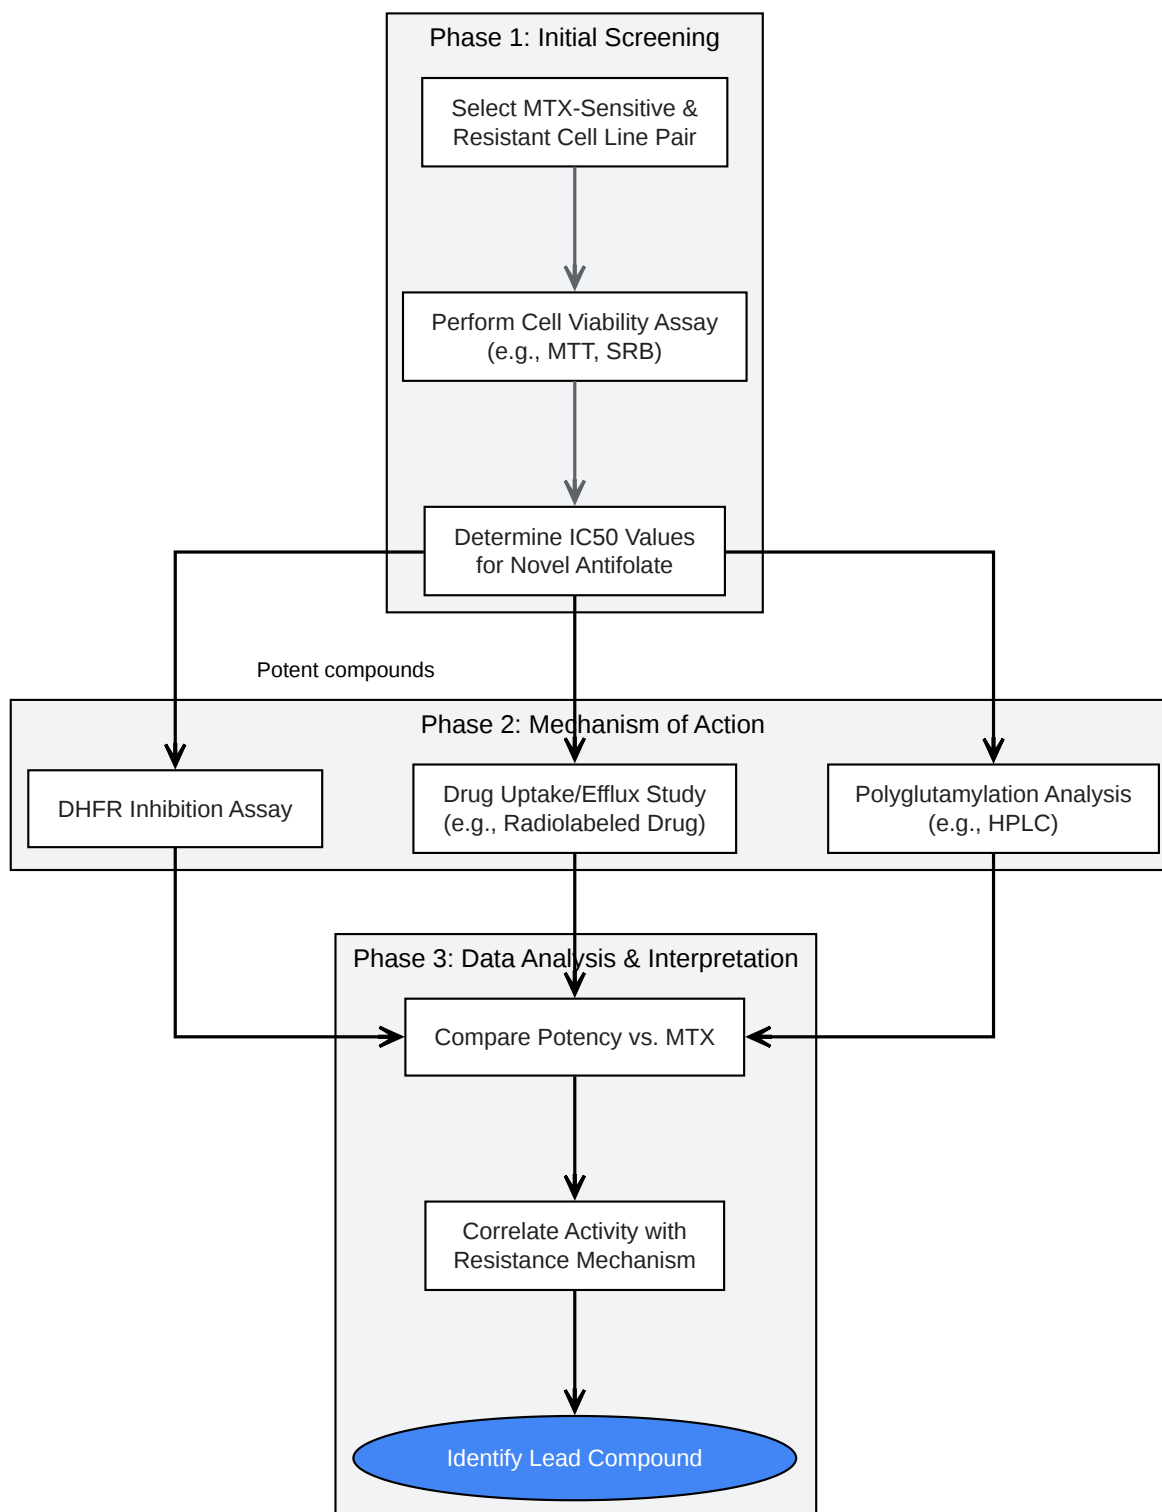 Phase 1: Initial Screening
Select MTX-Sensitive &
Resistant Cell Line Pair
Perform Cell Viability Assay
(e.g., MTT, SRB)
Determine IC50 Values
for Novel Antifolate
Potent compounds
Phase 2: Mechanism of Action
DHFR Inhibition Assay
Drug Uptake/Efflux Study
(e.g., Radiolabeled Drug)
Polyglutamylation Analysis
(e.g., HPLC)
Phase 3: Data Analysis & Interpretation
Compare Potency vs. MTX
Correlate Activity with
Resistance Mechanism
Identify Lead Compound